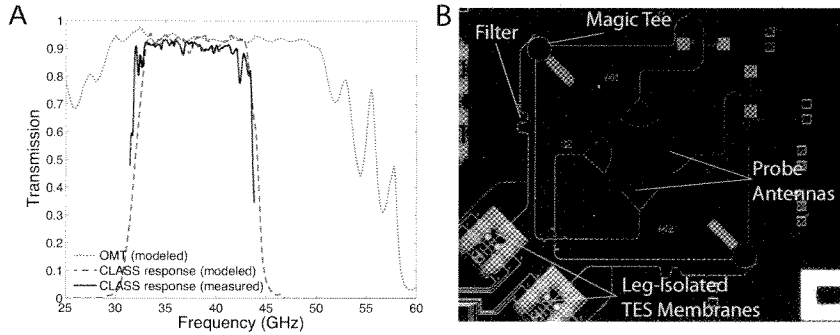 A
Transmission
1
0.9
0.8
0.7
0.6
0.5
0.4
0.3
0.2
0.1
0
OMT (modeled)
CLASS response (modeled)
CLASS response (measured)
25 30 35 40 45 50 55 60
Frequency (GHz)
B
Magic Tee
Filter
Probe
Antennas
Leg-Isolated
TES Membranes